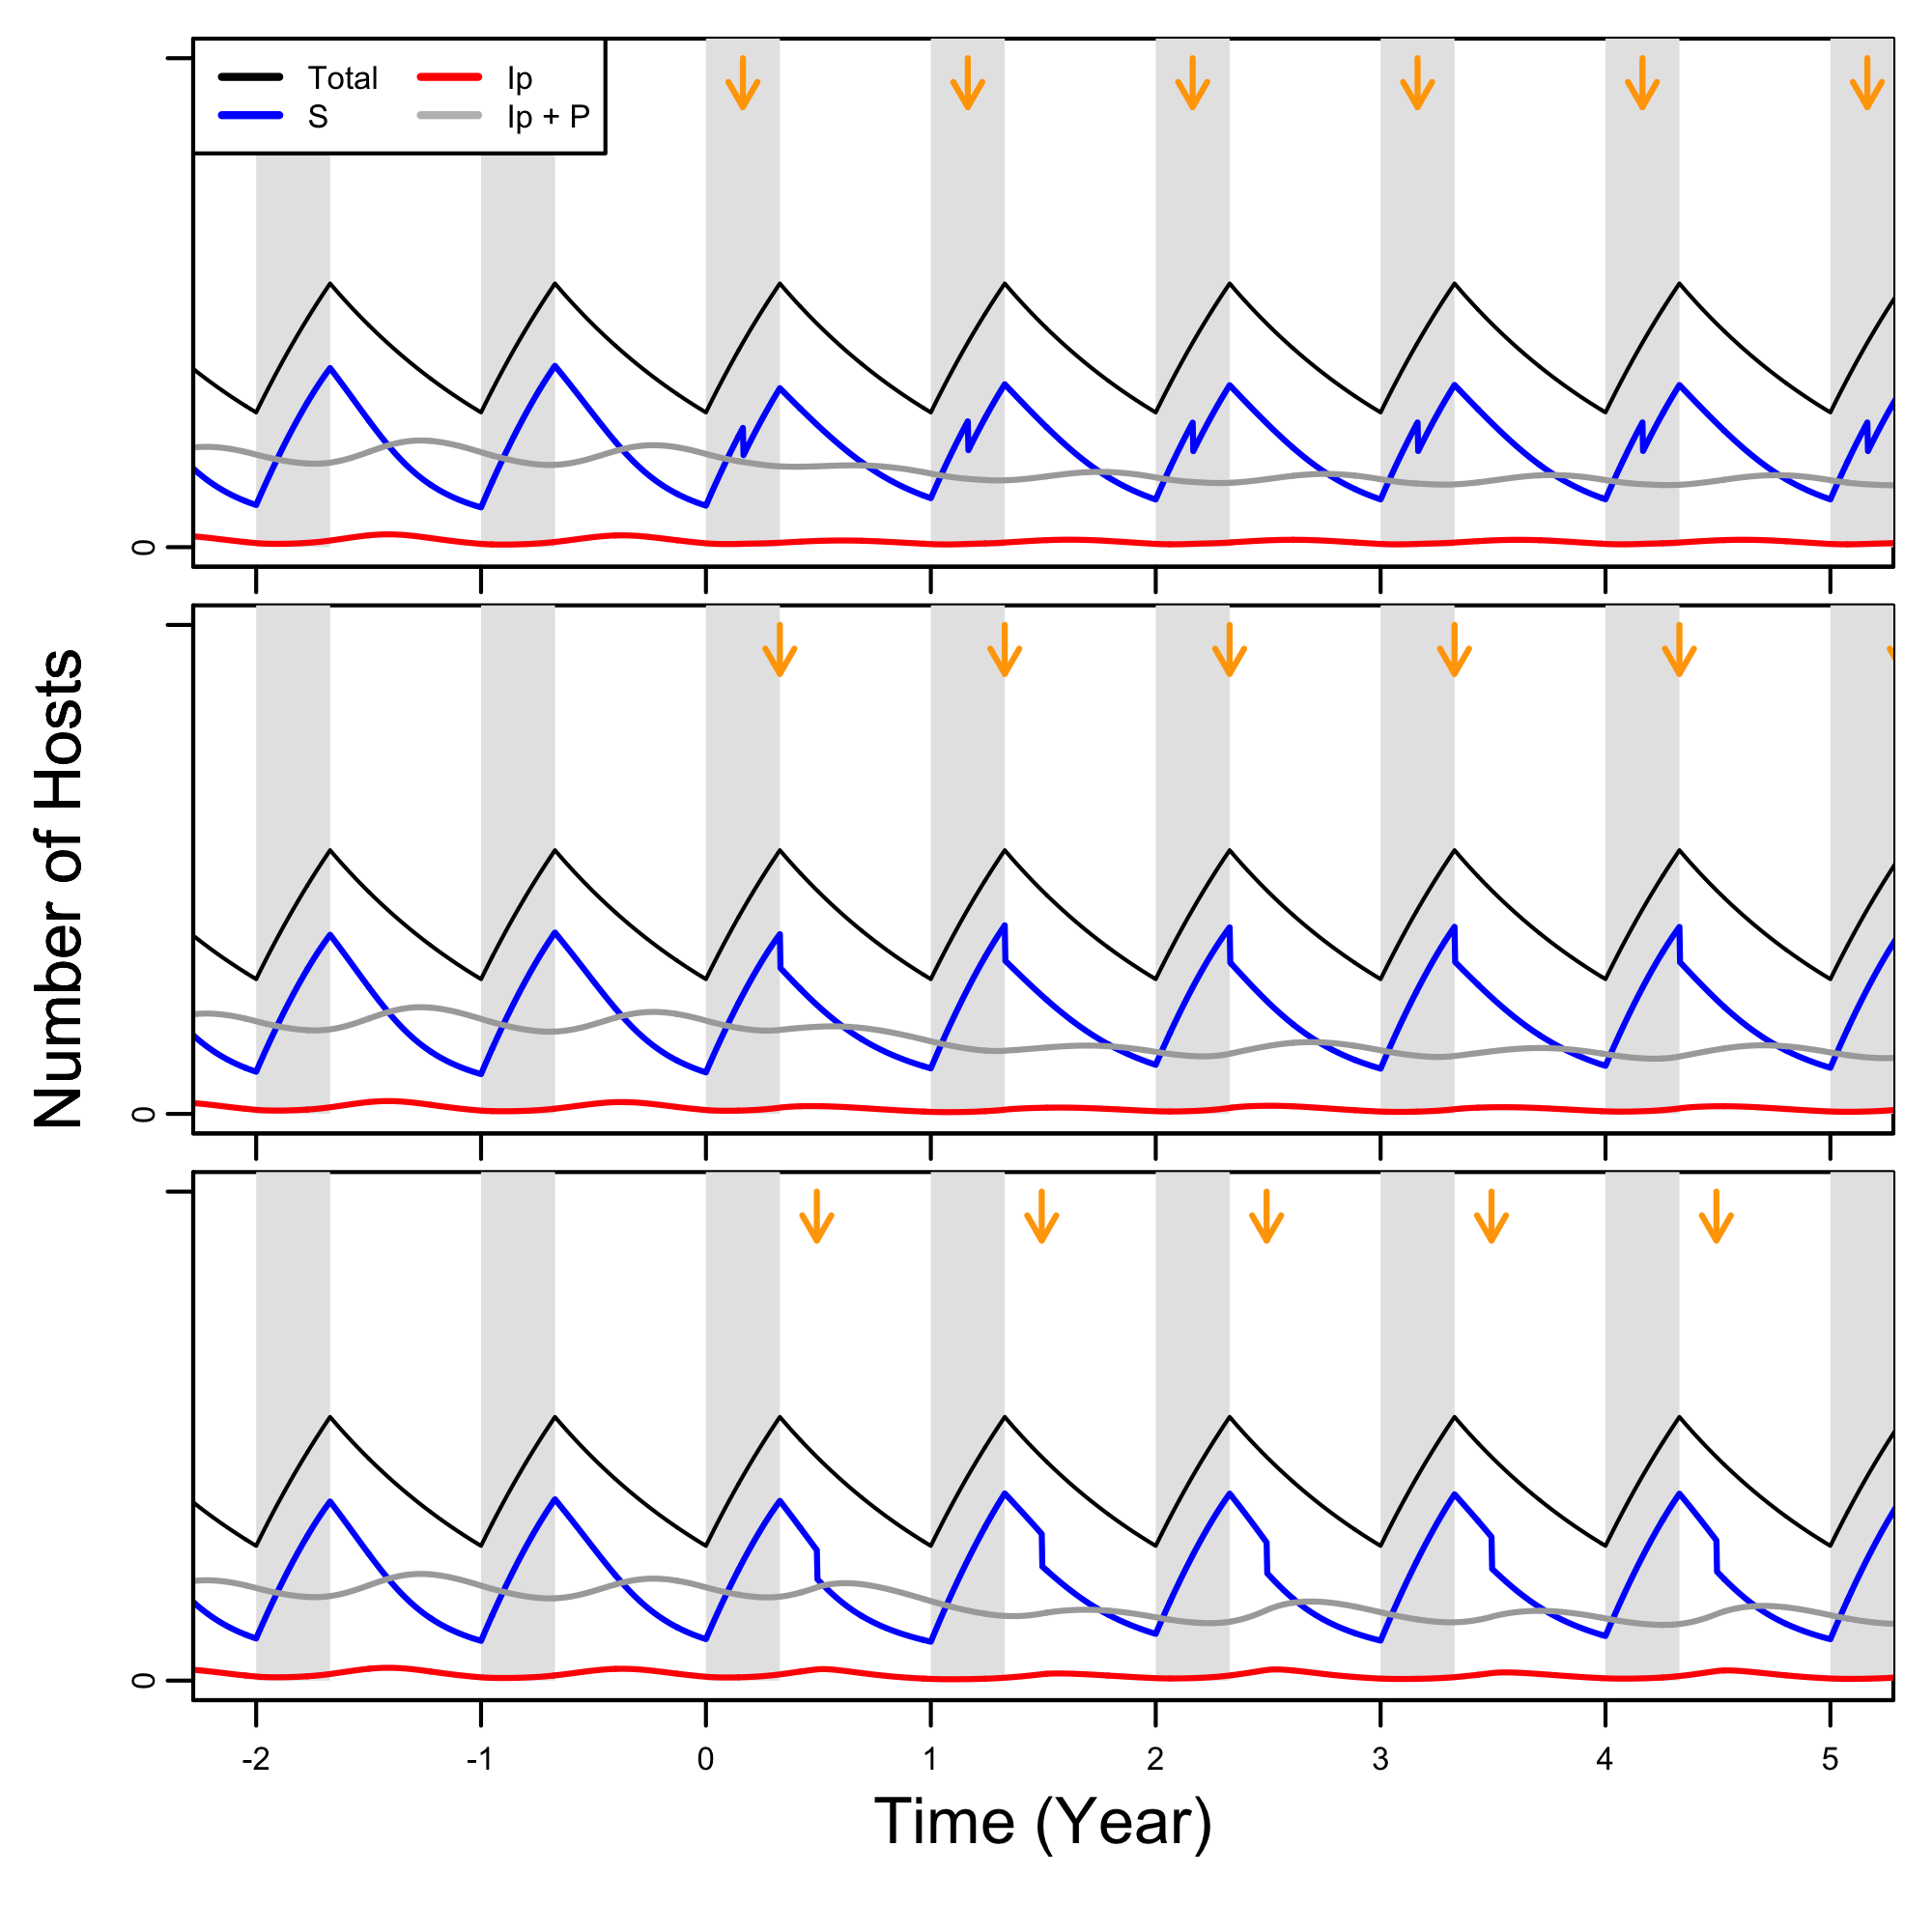 Total Ip
S Ip + P
0
Number of Hosts
0
0
-2 -1 0 1 2 3 4 5
Time (Year)